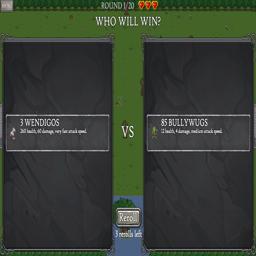 ROUND 1/20
WHO WILL WIN?
3 WENDIGOS
260 health, 60 damage, very fast attack speed.
VS
85 BULLYWUGS
12 health, 4 damage, medium attack speed.
Reroll
3 rerolls left